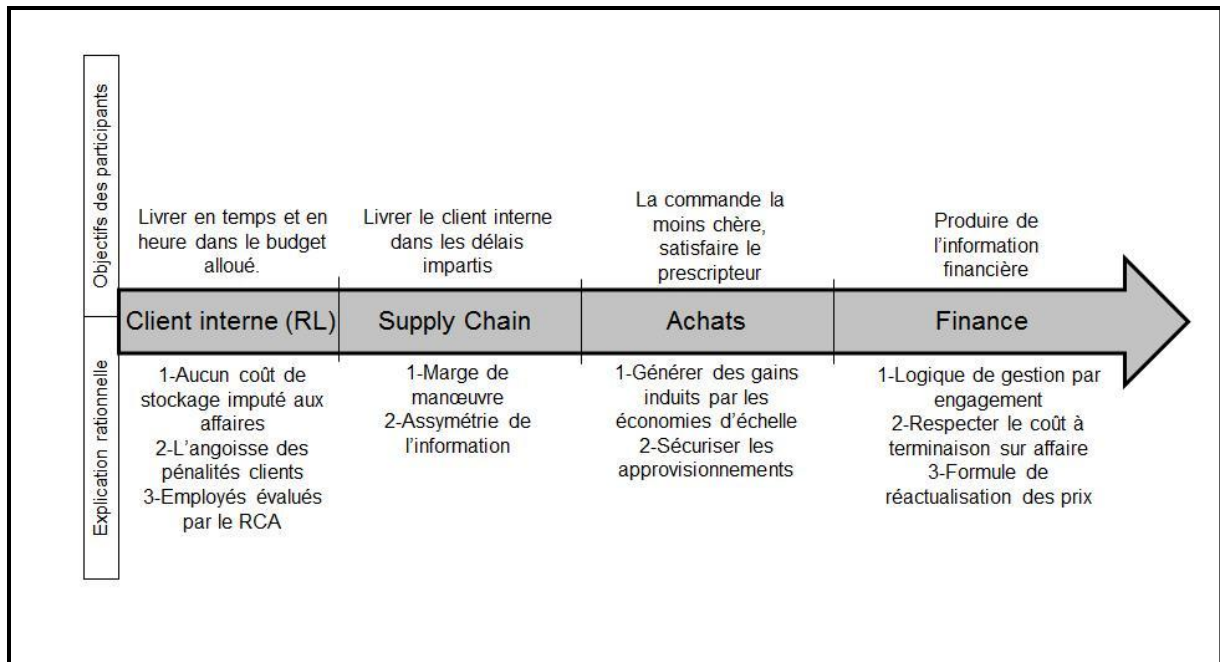 Objectifs des participants
Livrer en temps et en
heure dans le budget
alloué.
Livrer le client interne
dans les délais
impartis
La commande la
moins chère,
satisfaire le
prescripteur
Produire de
l'information
financière
Client interne (RL)
Supply Chain
Achats
Finance
Explication rationnelle
1-Aucun coût de
stockage imputé aux
affaires
2-L'angoisse des
pénalités clients
3-Employés évalués
par le RCA
1-Marge de
manœuvre
2-Assymétrie de
l'information
1-Générer des gains
induits par les
économies d'échelle
2-Sécuriser les
approvisionnements
1-Logique de gestion par
engagement
2-Respecter le coût à
terminaison sur affaire
3-Formule de
réactualisation des prix